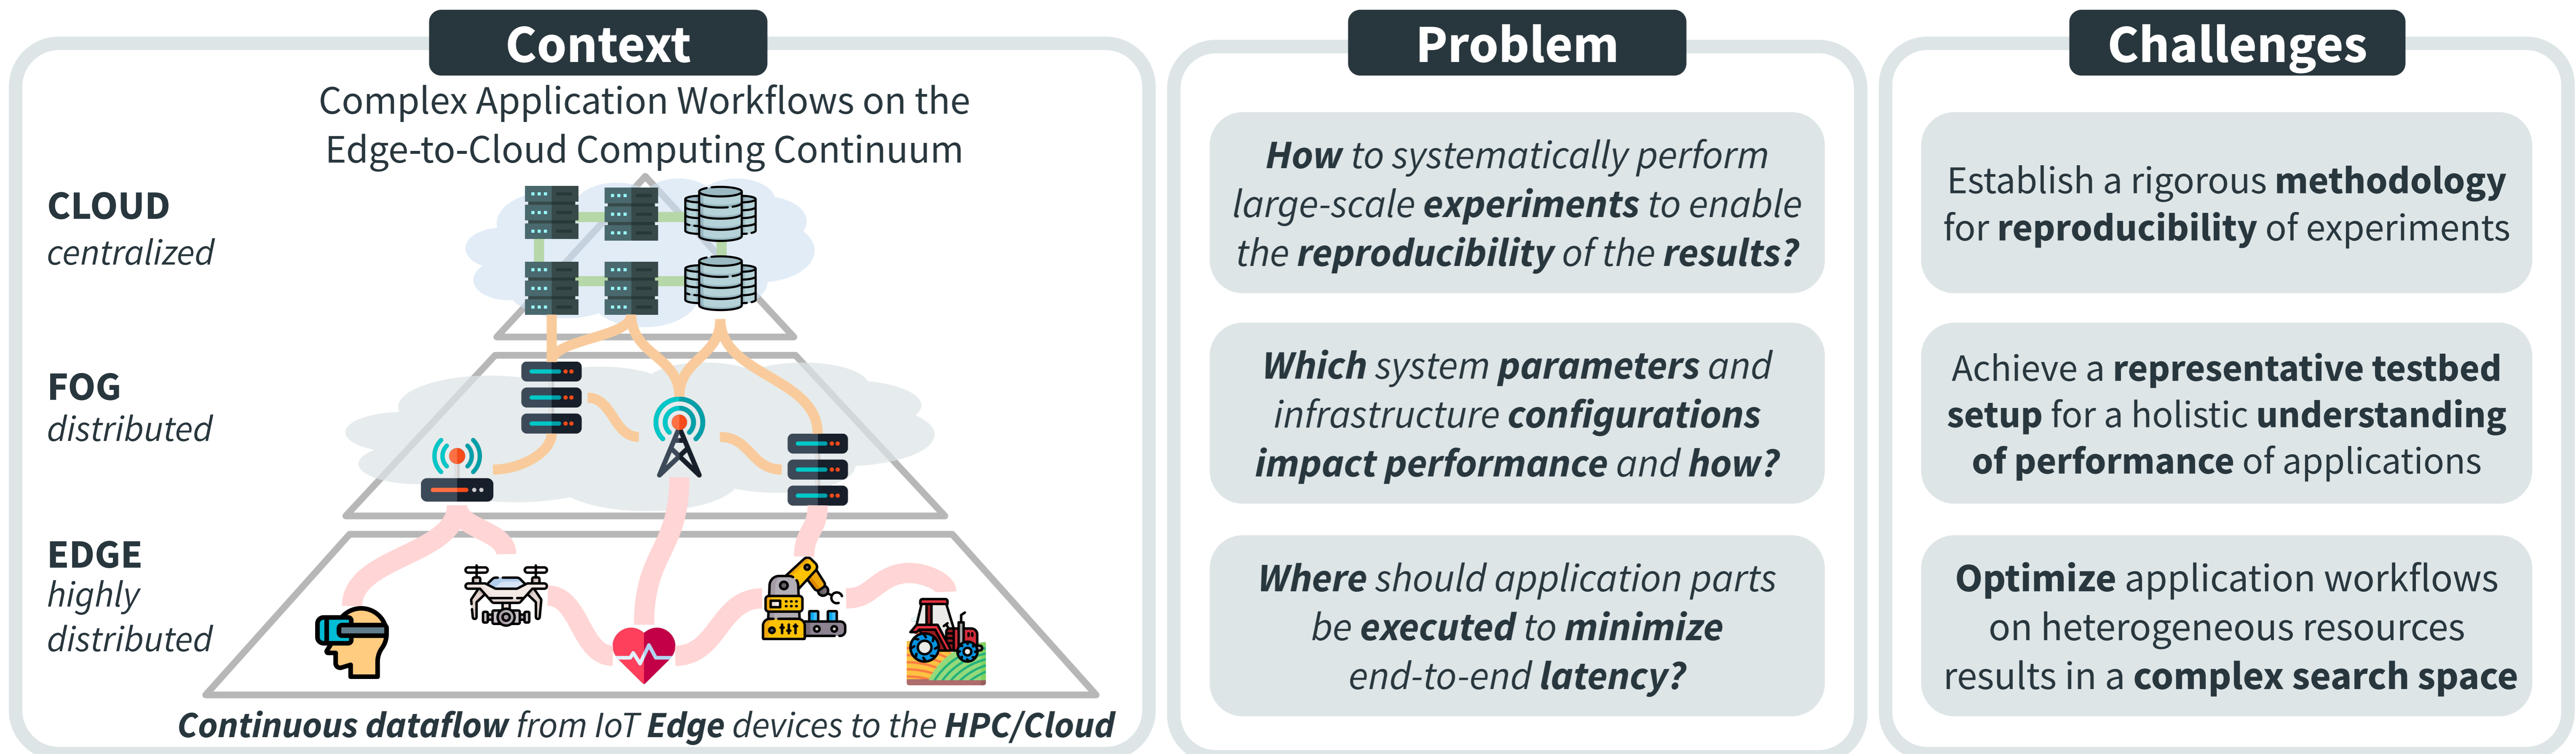 Context
Complex Application Workflows on the
Edge-to-Cloud Computing Continuum
CLOUD
centralized
FOG
distributed
EDGE
highly
distributed
Continuous dataflow from IoT Edge devices to the HPC/Cloud
Problem
How to systematically perform
large-scale experiments to enable
the reproducibility of the results?
Which system parameters and
infrastructure configurations
impact performance and how?
Where should application parts
be executed to minimize
end-to-end latency?
Challenges
Establish a rigorous methodology
for reproducibility of experiments
Achieve a representative testbed
setup for a holistic understanding
of performance of applications
Optimize application workflows
on heterogeneous resources
results in a complex search space